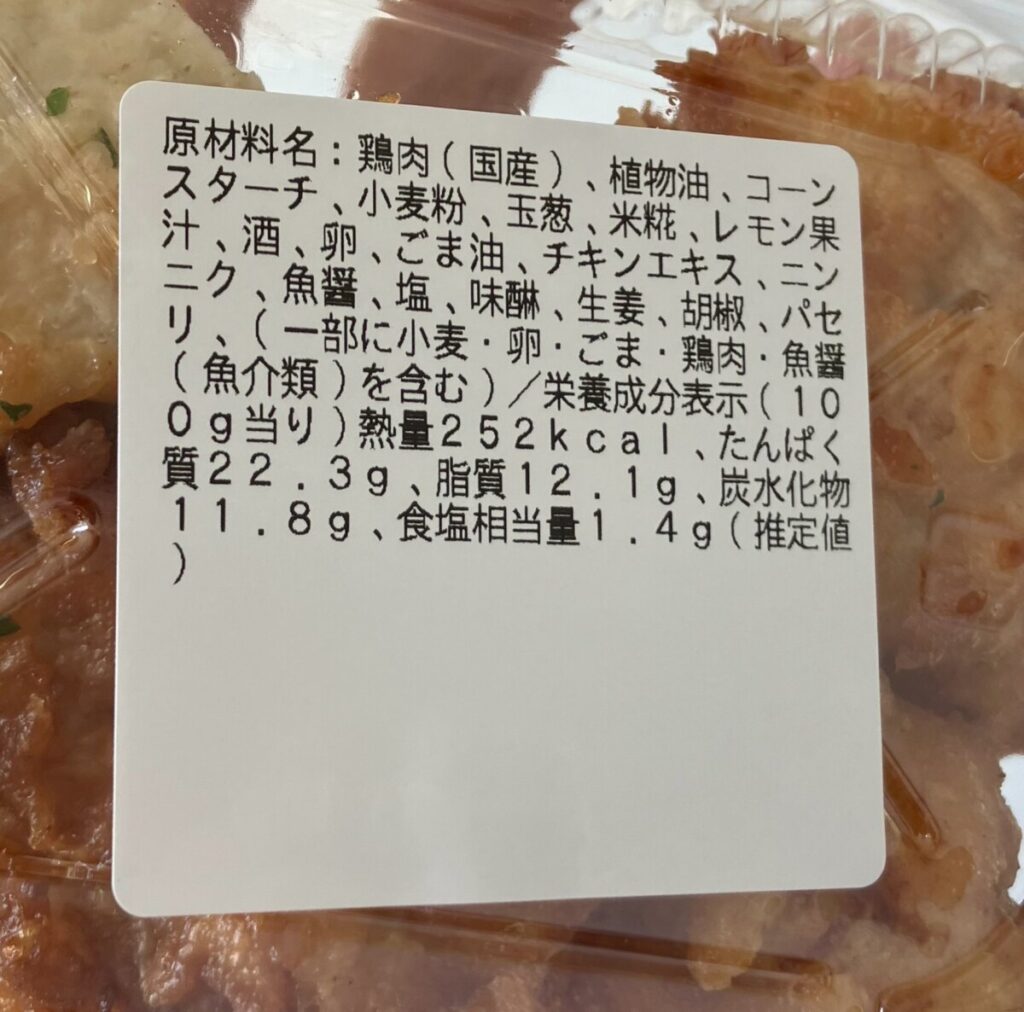 原材料名：鶏肉（国産）、植物油、コーン
スターチ、小麦粉、玉葱、米糀、レモン果
汁、酒、卵、ごま油、チキンエキス、ニン
ニク、魚醤、塩、味醂、生姜、胡椒、パセ
リ、（一部に小麦・卵・ごま・鶏肉・魚醤
（魚介類）を含む）／栄養成分表示（１０
０ｇ当り）熱量２５２ｋｃａｌ、たんぱく
質２２．３ｇ、脂質１２．１ｇ、炭水化物
１１．８ｇ、食塩相当量１．４ｇ（推定値
）